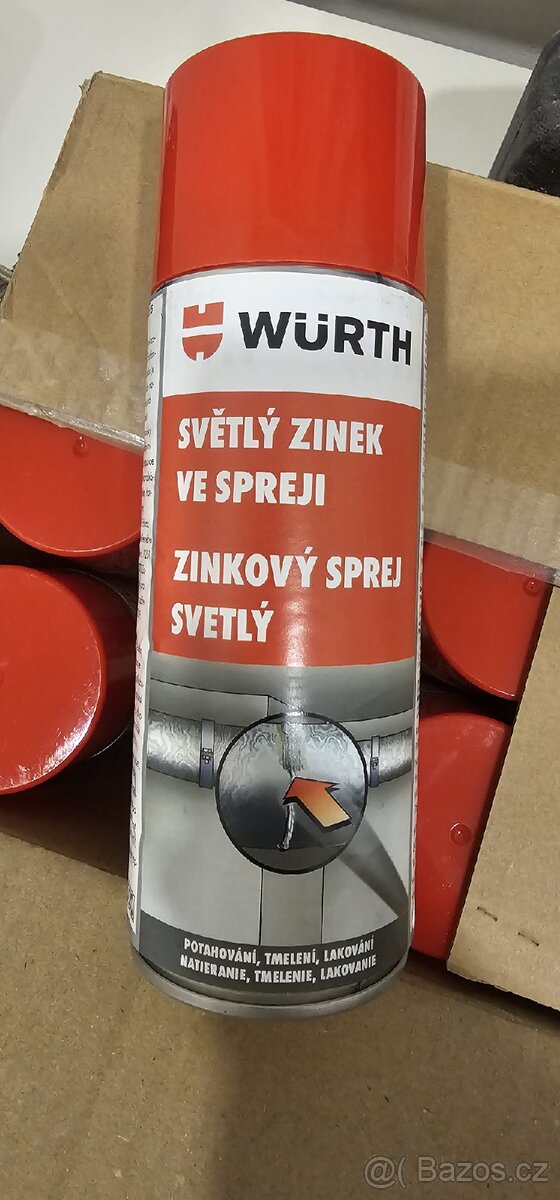 WÜRTH
SVĚTLÝ ZINEK
VE SPREJI
ZINKOVÝ SPREJ
SVETLÝ
POTAHOVÁNÍ, TMELENÍ, LAKOVÁNÍ
NATIERANIE, TMELENIE, LAKOVANIE
@( Bazos.cz